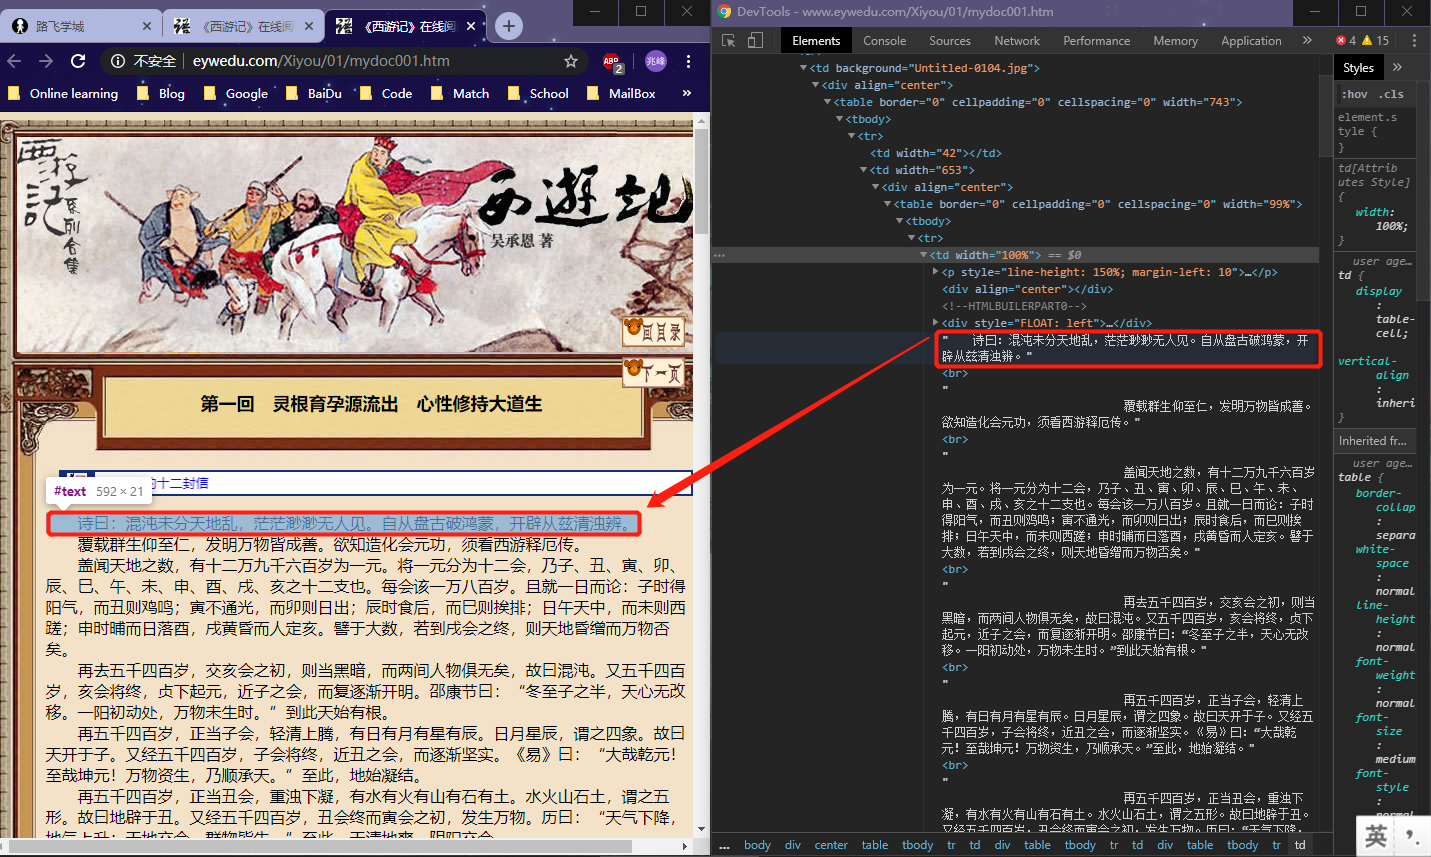 路飞学城
《西游记》在线阅
《西游记》在线阅
DevTools - www.eywedu.com/Xiyou/01/mydoc001.htm
不安全 | eywedu.com/Xiyou/01/mydoc001.htm
ABP
2
兆峰
Online learning
Blog
Google
BaiDu
Code
Match
School
MailBox
»
西游记
系列合集
西遊記
吴承恩 著
回目录
下一页
第一回 灵根育孕源流出 心性修持大道生
十二封信
#text 592 × 21
诗曰：混沌未分天地乱，茫茫渺渺无人见。自从盘古破鸿蒙，开辟从兹清浊辨。
覆载群生仰至仁，发明万物皆成善。欲知造化会元功，须看西游释厄传。
盖闻天地之数，有十二万九千六百岁为一元。将一元分为十二会，乃子、丑、寅、卯、
辰、巳、午、未、申、酉、戌、亥之十二支也。每会该一万八百岁。且就一日而论：子时得
阳气，而丑则鸡鸣；寅不通光，而卯则日出；辰时食后，而巳则挨排；日午天中，而未则西
蹉；申时晡而日落酉，戌黄昏而人定亥。譬于大数，若到戌会之终，则天地昏缯而万物否
矣。
再去五千四百岁，交亥会之初，则当黑暗，而两间人物俱无矣，故曰混沌。又五千四百
岁，亥会将终，贞下起元，近子之会，而复逐渐开明。邵康节曰：“冬至子之半，天心无改
移。一阳初动处，万物未生时。”到此天始有根。
再五千四百岁，正当子会，轻清上腾，有日有月有星有辰。日月星辰，谓之四象。故曰
天开于子。又经五千四百岁，子会将终，近丑之会，而逐渐坚实。《易》曰：“大哉乾元！
至哉坤元！万物资生，乃顺承天。”至此，地始凝结。
再五千四百岁，正当丑会，重浊下凝，有水有火有山有石有土。水火山石土，谓之五
形。故曰地辟于丑。又经五千四百岁，丑会终而寅会之初，发生万物。历曰：“天气下降，
地气上升；天地交合，群物皆生。”至此，天清地爽，阴阳交合。
Elements
Console
Sources
Network
Performance
Memory
Application
»
4
15
<td background="Untitled-0104.jpg">
<div align="center">
<table border="0" cellpadding="0" cellspacing="0" width="743">
<tbody>
<tr>
<td width="42"></td>
<td width="653">
<div align="center">
<table border="0" cellpadding="0" cellspacing="0" width="99%">
<tbody>
<tr>
<td width="100%"> == $0
<p style="line-height: 150%; margin-left: 10">…</p>
<div align="center"></div>
<!--HTMLBUILERPART0-->
<div style="FLOAT: left">…</div>
" 诗曰：混沌未分天地乱，茫茫渺渺无人见。自从盘古破鸿蒙，开
辟从兹清浊辨。"
<br>
"
覆载群生仰至仁，发明万物皆成善。
欲知造化会元功，须看西游释厄传。"
<br>
"
盖闻天地之数，有十二万九千六百岁
为一元。将一元分为十二会，乃子、丑、寅、卯、辰、巳、午、未、
申、酉、戌、亥之十二支也。每会该一万八百岁。且就一日而论：子时
得阳气，而丑则鸡鸣；寅不通光，而卯则日出；辰时食后，而巳则挨
排；日午天中，而未则西蹉；申时晡而日落酉，戌黄昏而人定亥。譬于
大数，若到戌会之终，则天地昏缯而万物否矣。"
<br>
"
再去五千四百岁，交亥会之初，则当
黑暗，而两间人物俱无矣，故曰混沌。又五千四百岁，亥会将终，贞下
起元，近子之会，而复逐渐开明。邵康节曰：“冬至子之半，天心无改
移。一阳初动处，万物未生时。”到此天始有根。"
<br>
"
再五千四百岁，正当子会，轻清上
腾，有日有月有星有辰。日月星辰，谓之四象。故曰天开于子。又经五
千四百岁，子会将终，近丑之会，而逐渐坚实。《易》曰：“大哉乾
元！至哉坤元！万物资生，乃顺承天。”至此，地始凝结。"
<br>
"
再五千四百岁，正当丑会，重浊下
凝，有水有火有山有石有土。水火山石土，谓之五形。故曰地辟于丑。
又经五千四百岁，丑会终而寅会之初，发生万物。历曰：“天气下降，
... body div center table tbody tr td div table tbody tr td div table tbody tr td
Styles
»
:hov .cls
element.s
tyle {
}
td[Attrib
utes Style]
{
width:
100%;
}
user age…
td {
display
:
table-
cell;
vertical-
align
:
inheri
}
Inherited fr…
user age…
table {
border-
collap
:
separa
white-
space
:
normal
line-
height
:
normal
font-
weight
:
normal
font-
size
:
medium
font-
style
:
normal
英